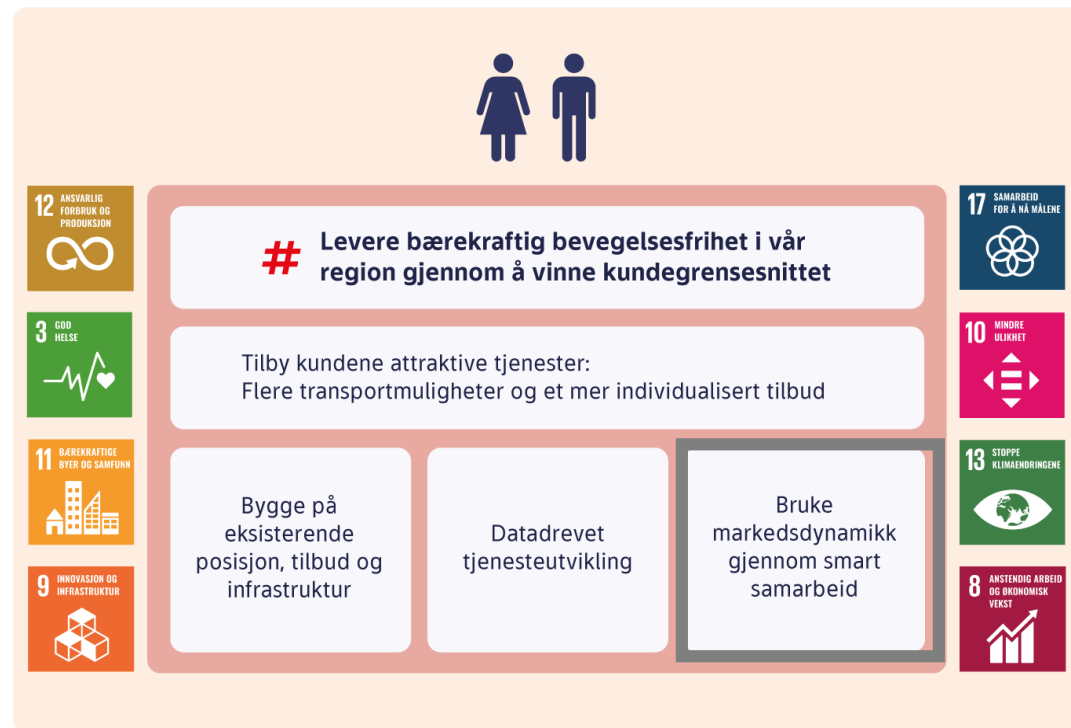 12 ANSVARLIG
FORBRUK OG
PRODUKSJON
3 GOD
HELSE
11 BÆREKRAFTIGE
BYER OG SAMFUNN
9 INNOVASJON OG
INFRASTRUKTUR
# Levere bærekraftig bevegelsesfrihet i vår
region gjennom å vinne kundegrensesnittet
Tilby kundene attraktive tjenester:
Flere transportmuligheter og et mer individualisert tilbud
Bygge på
eksisterende
posisjon, tilbud og
infrastruktur
Datadrevet
tjenesteutvikling
Bruke
markedsdynamikk
gjennom smart
samarbeid
17 SAMARBEID
FOR Å NÅ MÅLENE
10 MINDRE
ULIKHET
13 STOPPE
KLIMAENDRINGENE
8 ANSTENDIG ARBEID
OG ØKONOMISK
VEKST